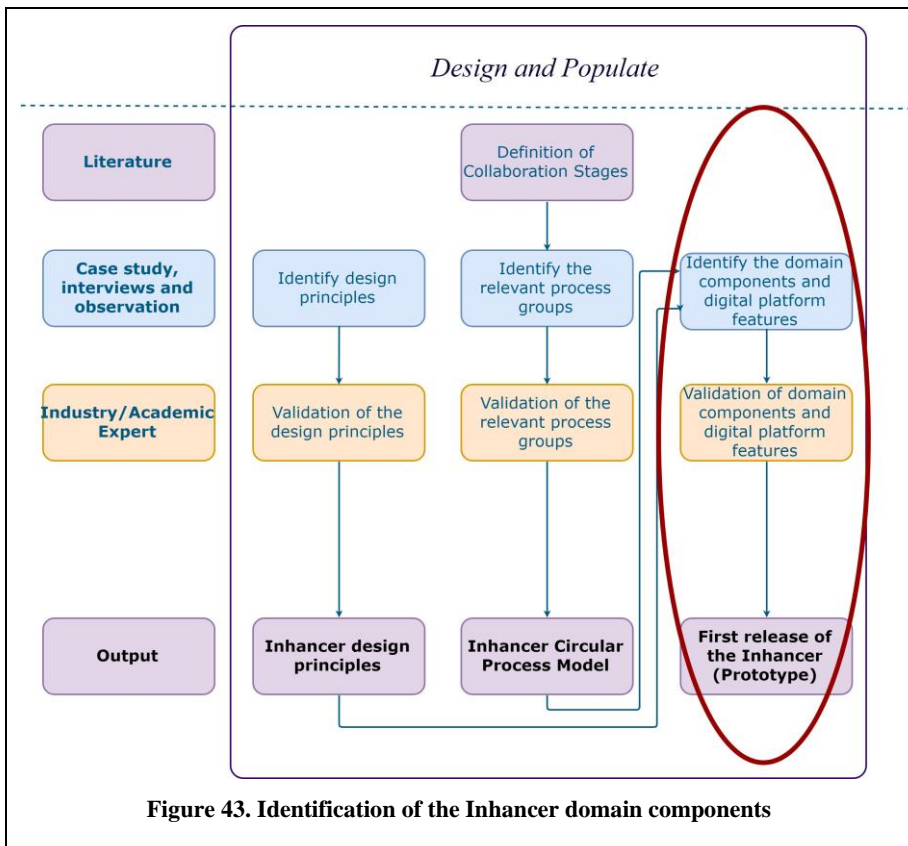 Design and Populate
Literature
Definition of
Collaboration Stages
Case study,
interviews and
observation
Identify design
principles
Identify the
relevant process
groups
Identify the domain
components and
digital platform
features
Industry/Academic
Expert
Validation of the
design principles
Validation of the
relevant process
groups
Validation of domain
components and
digital platform
features
Output
Inhancer design
principles
Inhancer Circular
Process Model
First release of
the Inhancer
(Prototype)
Figure 43. Identification of the Inhancer domain components